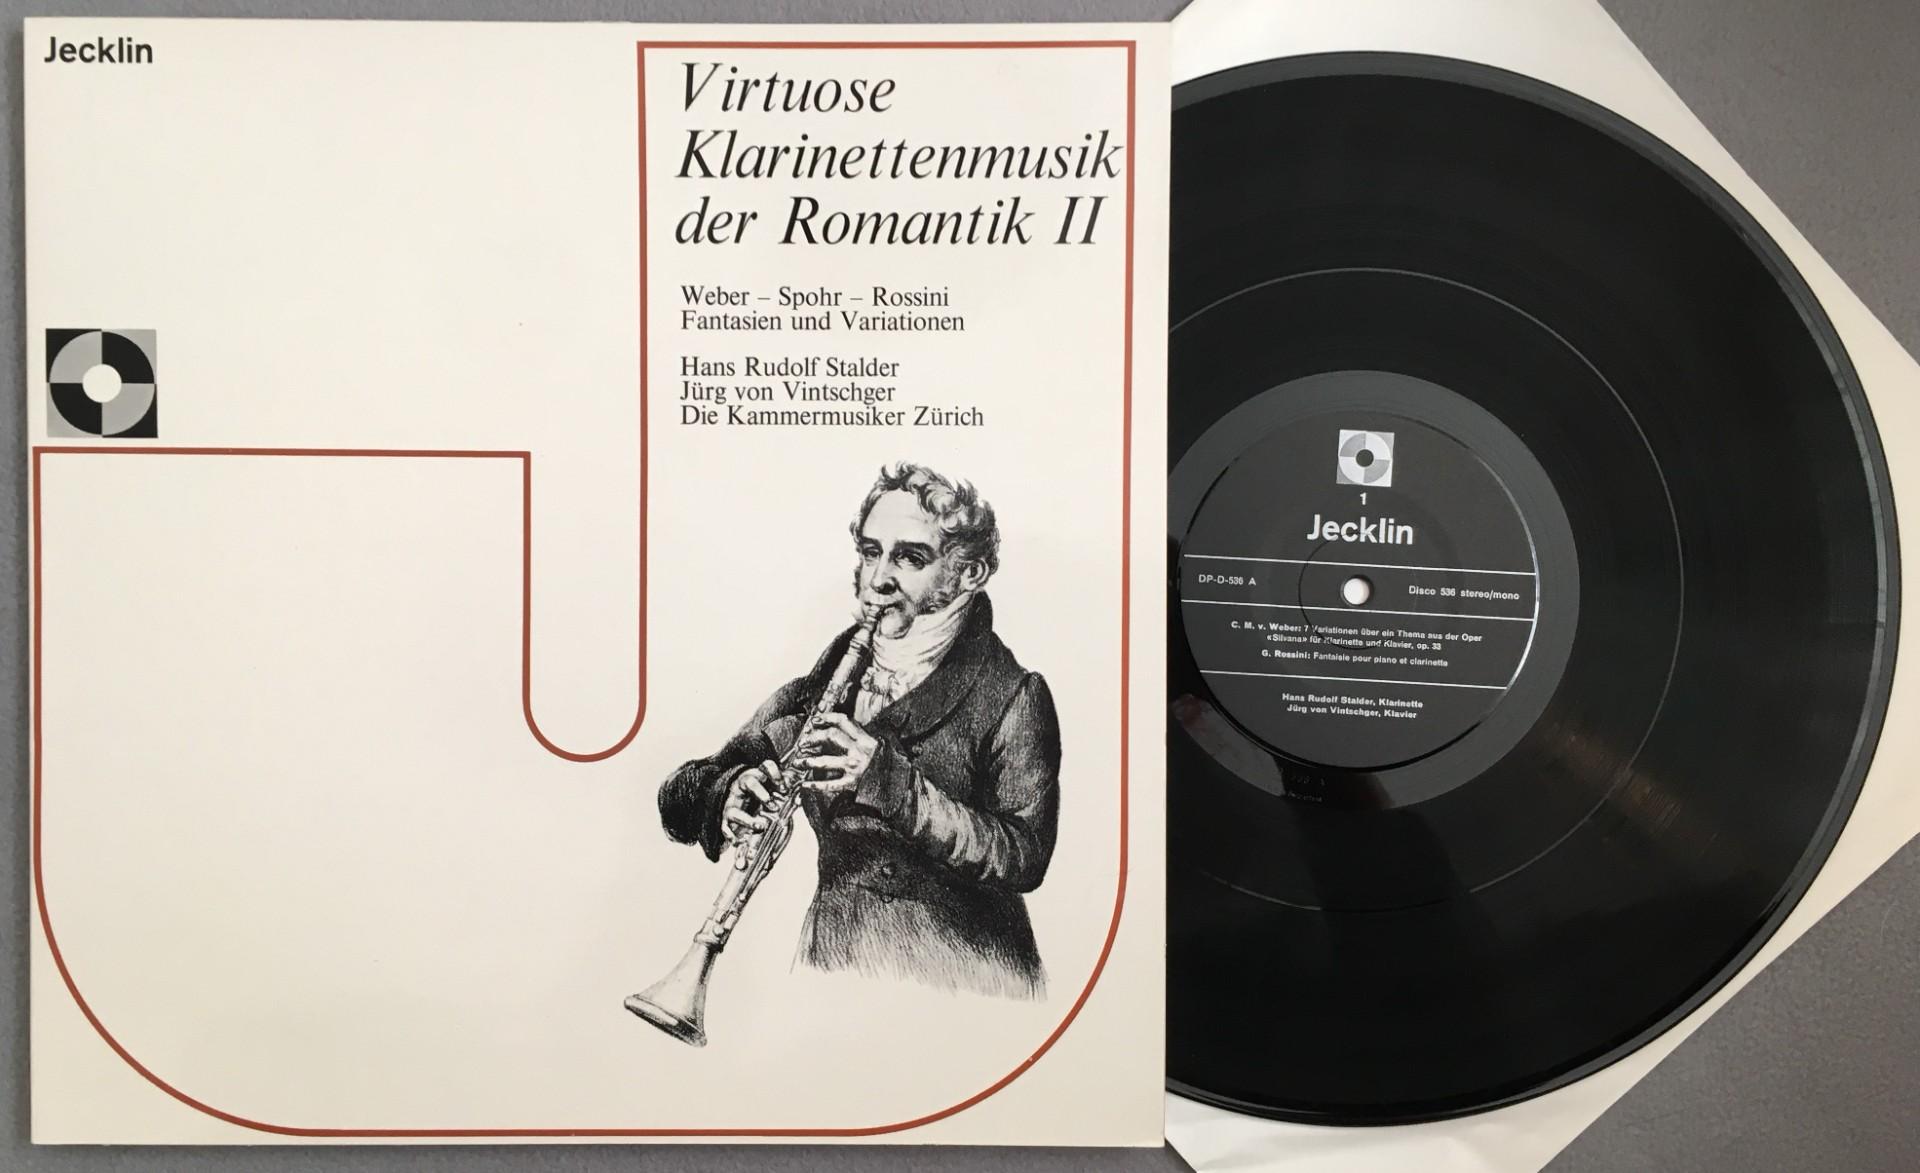 Jecklin
Virtuose
Klarinettenmusik
der Romantik II
Weber – Spohr – Rossini
Fantasien und Variationen
Hans Rudolf Stalder
Jürg von Vintschger
Die Kammermusiker Zürich
1
Jecklin
DP-D-536 A
Disco 536 stereo/mono
C. M. v. Weber: 7 Variationen über ein Thema aus der Oper
«Silvana» für Klarinette und Klavier, op. 33
G. Rossini: Fantaisie pour piano et clarinette
Hans Rudolf Stalder, Klarinette
Jürg von Vintschger, Klavier